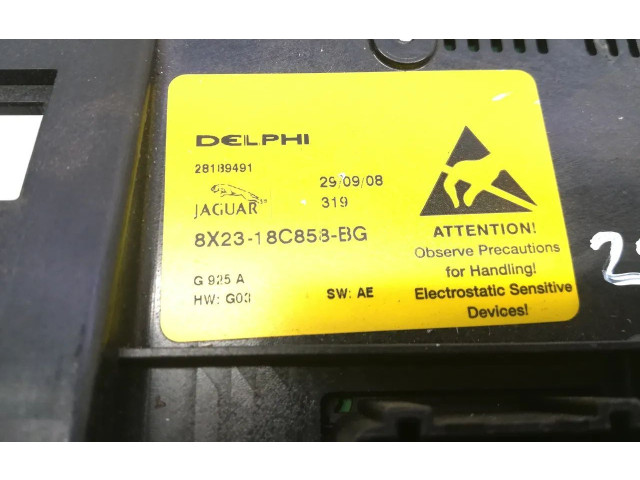 DELPHI
28189491
29/09/08
JAGUAR
319
8X23-18C858-BG
G 925 A
HW: G03
SW: AE
ATTENTION!
Observe Precautions
for Handling!
Electrostatic Sensitive
Devices!